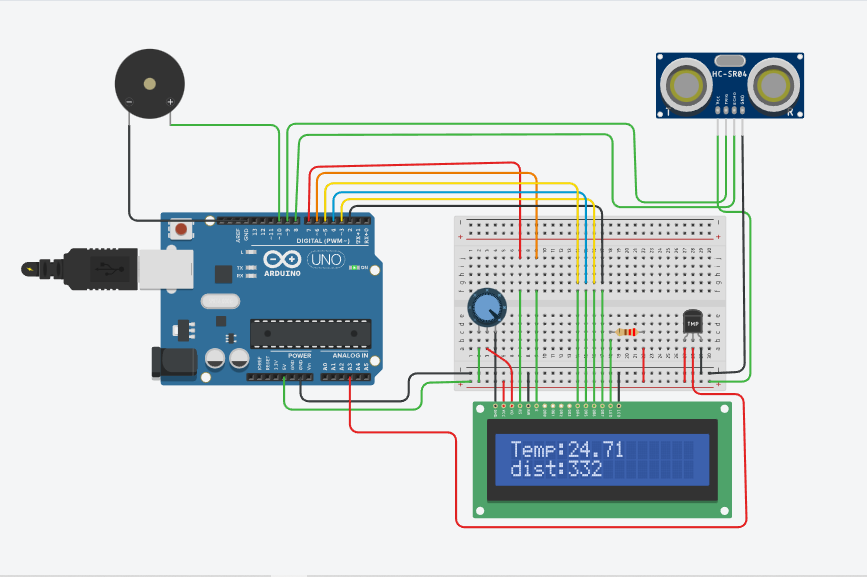 HC-SR04
VCC
TRIG
ECHO
GND
T R
AREF
GND
13
12
~11
~10
~9
8
7
~6
~5
4
~3
2
TX→1
RX←0
DIGITAL (PWM~)
L
TX
RX
ARDUINO
UNO
ON
POWER
ANALOG IN
IOREF
RESET
3.3V
5V
GND
GND
Vin
A0
A1
A2
A3
A4
A5
TMP
Temp:24.71
dist:332